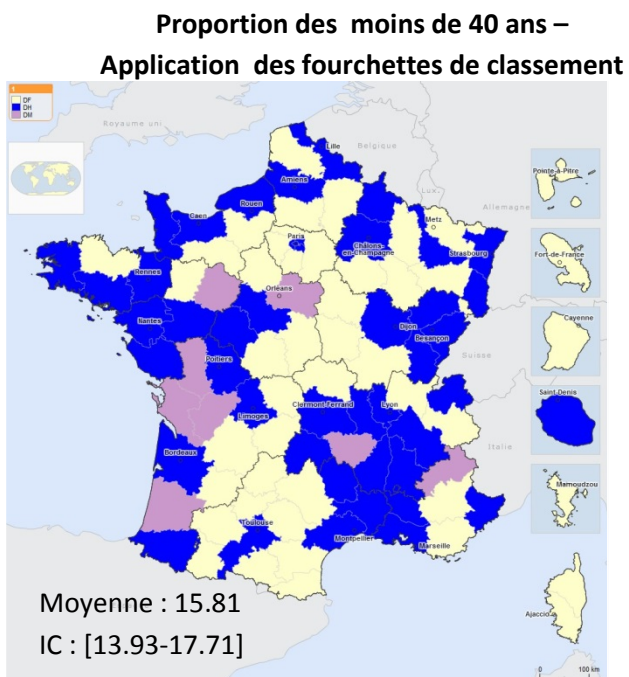 Proportion des moins de 40 ans –
Application des fourchettes de classement
1
DF
DH
DM
Royaume uni
Belgique
Lille
Lux.
Allemagne
Pointe-à-Pitre
Amiens
Rouen
Caen
Metz
Paris
Châlons-
en-Champagne
Strasbourg
Fort-de-France
Rennes
Orléans
Cayenne
Nantes
Dijon
Besançon
Poitiers
Suisse
Saint-Denis
Clermont-Ferrand
Lyon
Limoges
Italie
Bordeaux
Mamoudzou
Toulouse
Montpellier
Marseille
Moyenne : 15.81
IC : [13.93-17.71]
Ajaccio
0 100 km